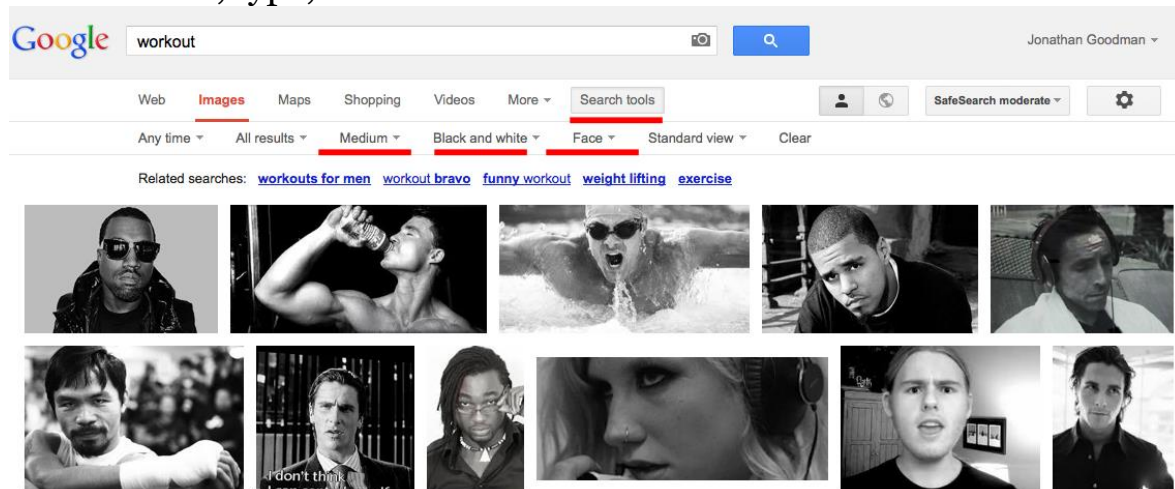 Google workout Jonathan Goodman
Web Images Maps Shopping Videos More Search tools SafeSearch moderate
Any time All results Medium Black and white Face Standard view Clear
Related searches: workouts for men workout bravo funny workout weight lifting exercise
I don't think